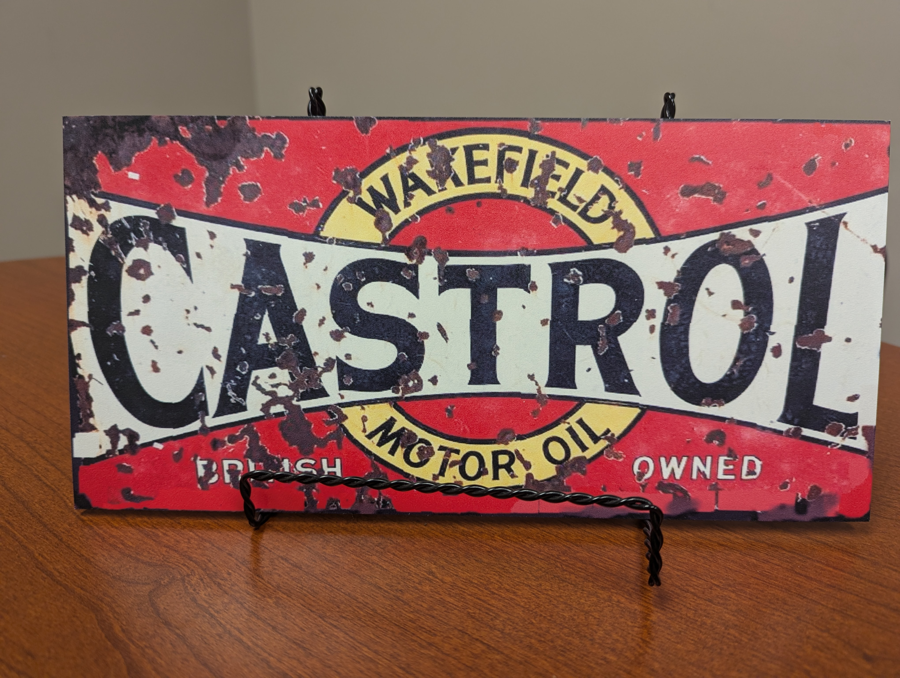 WAKEFIELD
CASTROL
MOTOR OIL
BRITISH OWNED